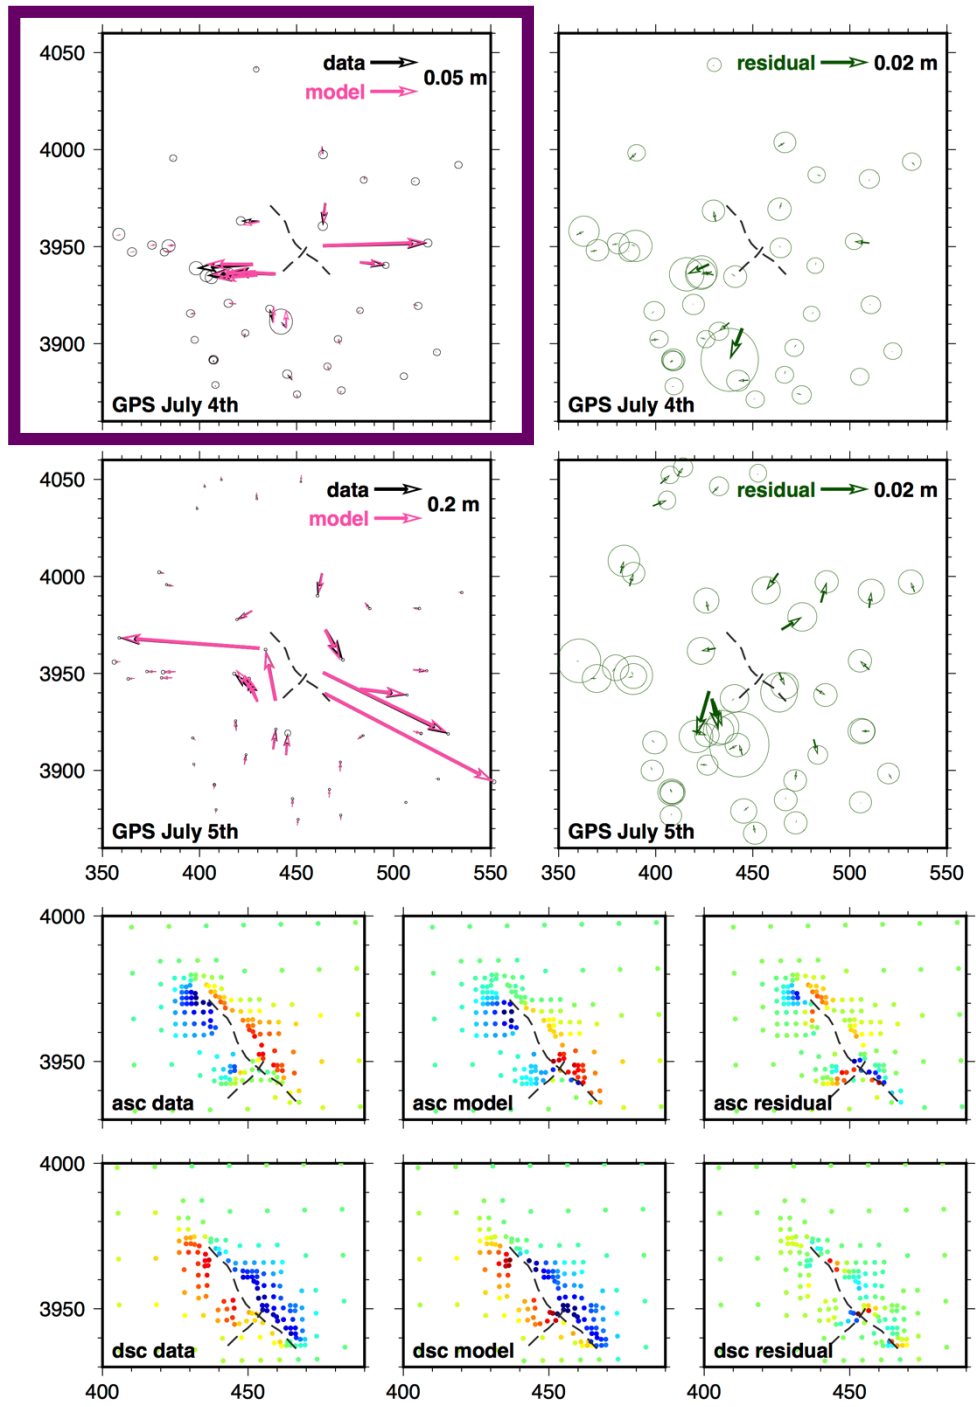 4050
4000
3950
3900
data
0.05 m
model
GPS July 4th
residual 0.02 m
GPS July 4th
4050
4000
3950
3900
350 400 450 500 550
data
0.2 m
model
GPS July 5th
residual 0.02 m
GPS July 5th
350 400 450 500 550
4000
3950
asc data
asc model
asc residual
4000
3950
dsc data
dsc model
dsc residual
400 450
400 450
400 450